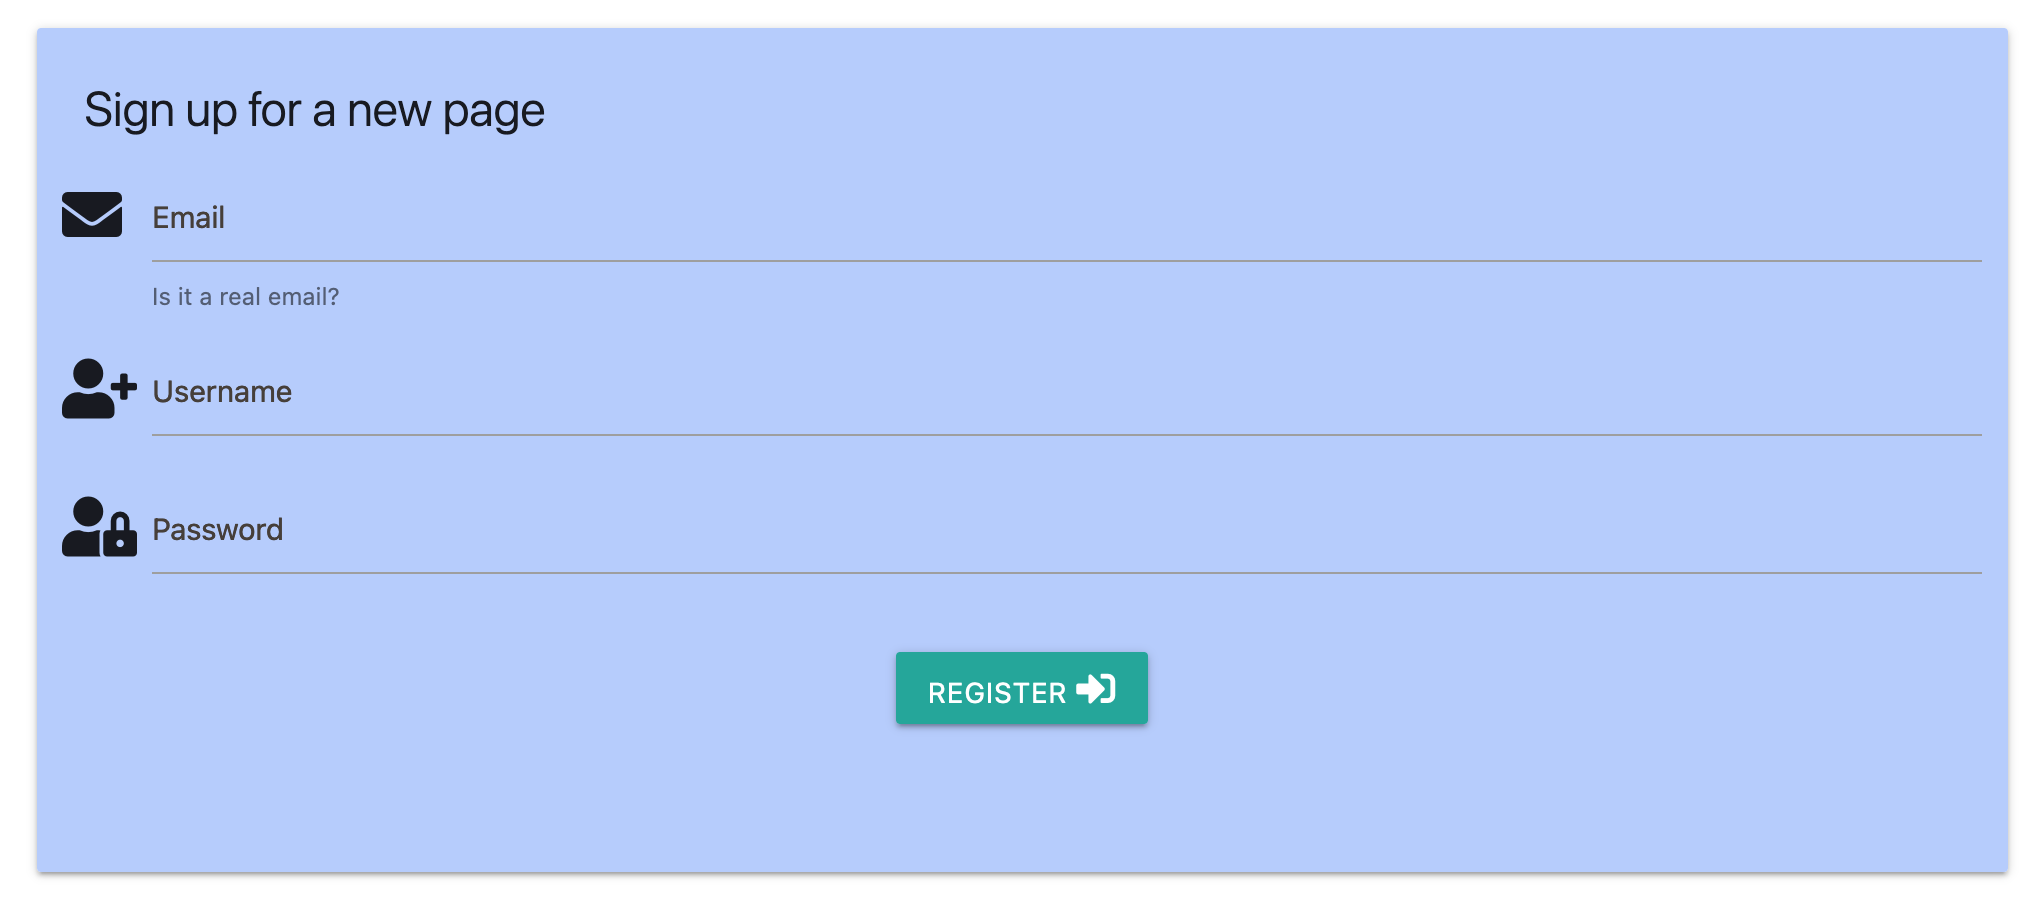 Sign up for a new page
Email
Is it a real email?
Username
Password
REGISTER